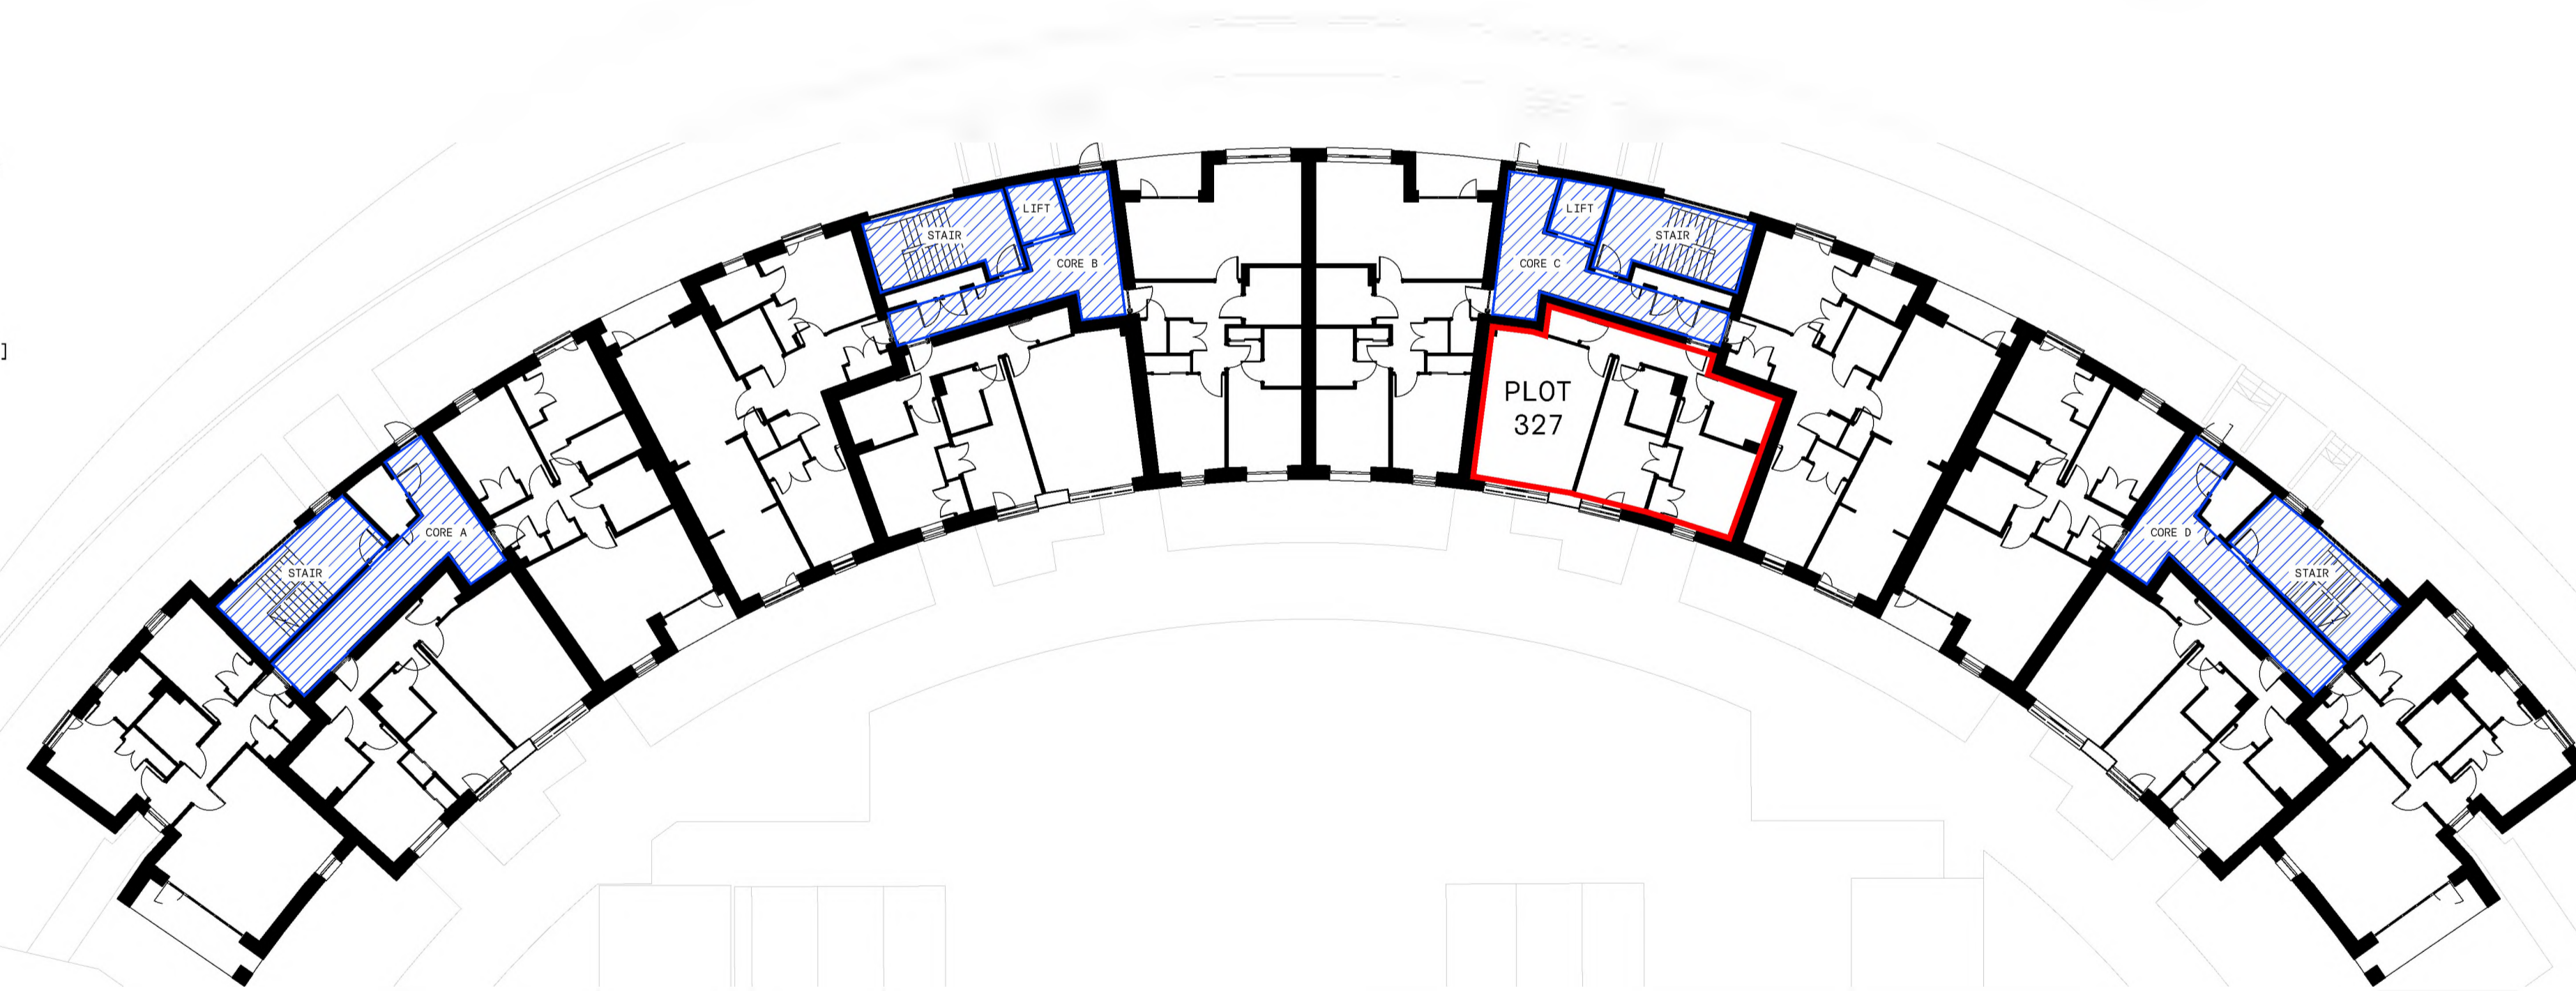 LIFT
STAIR
CORE B
LIFT
STAIR
CORE C
]
PLOT
327
CORE A
STAIR
CORE D
STAIR